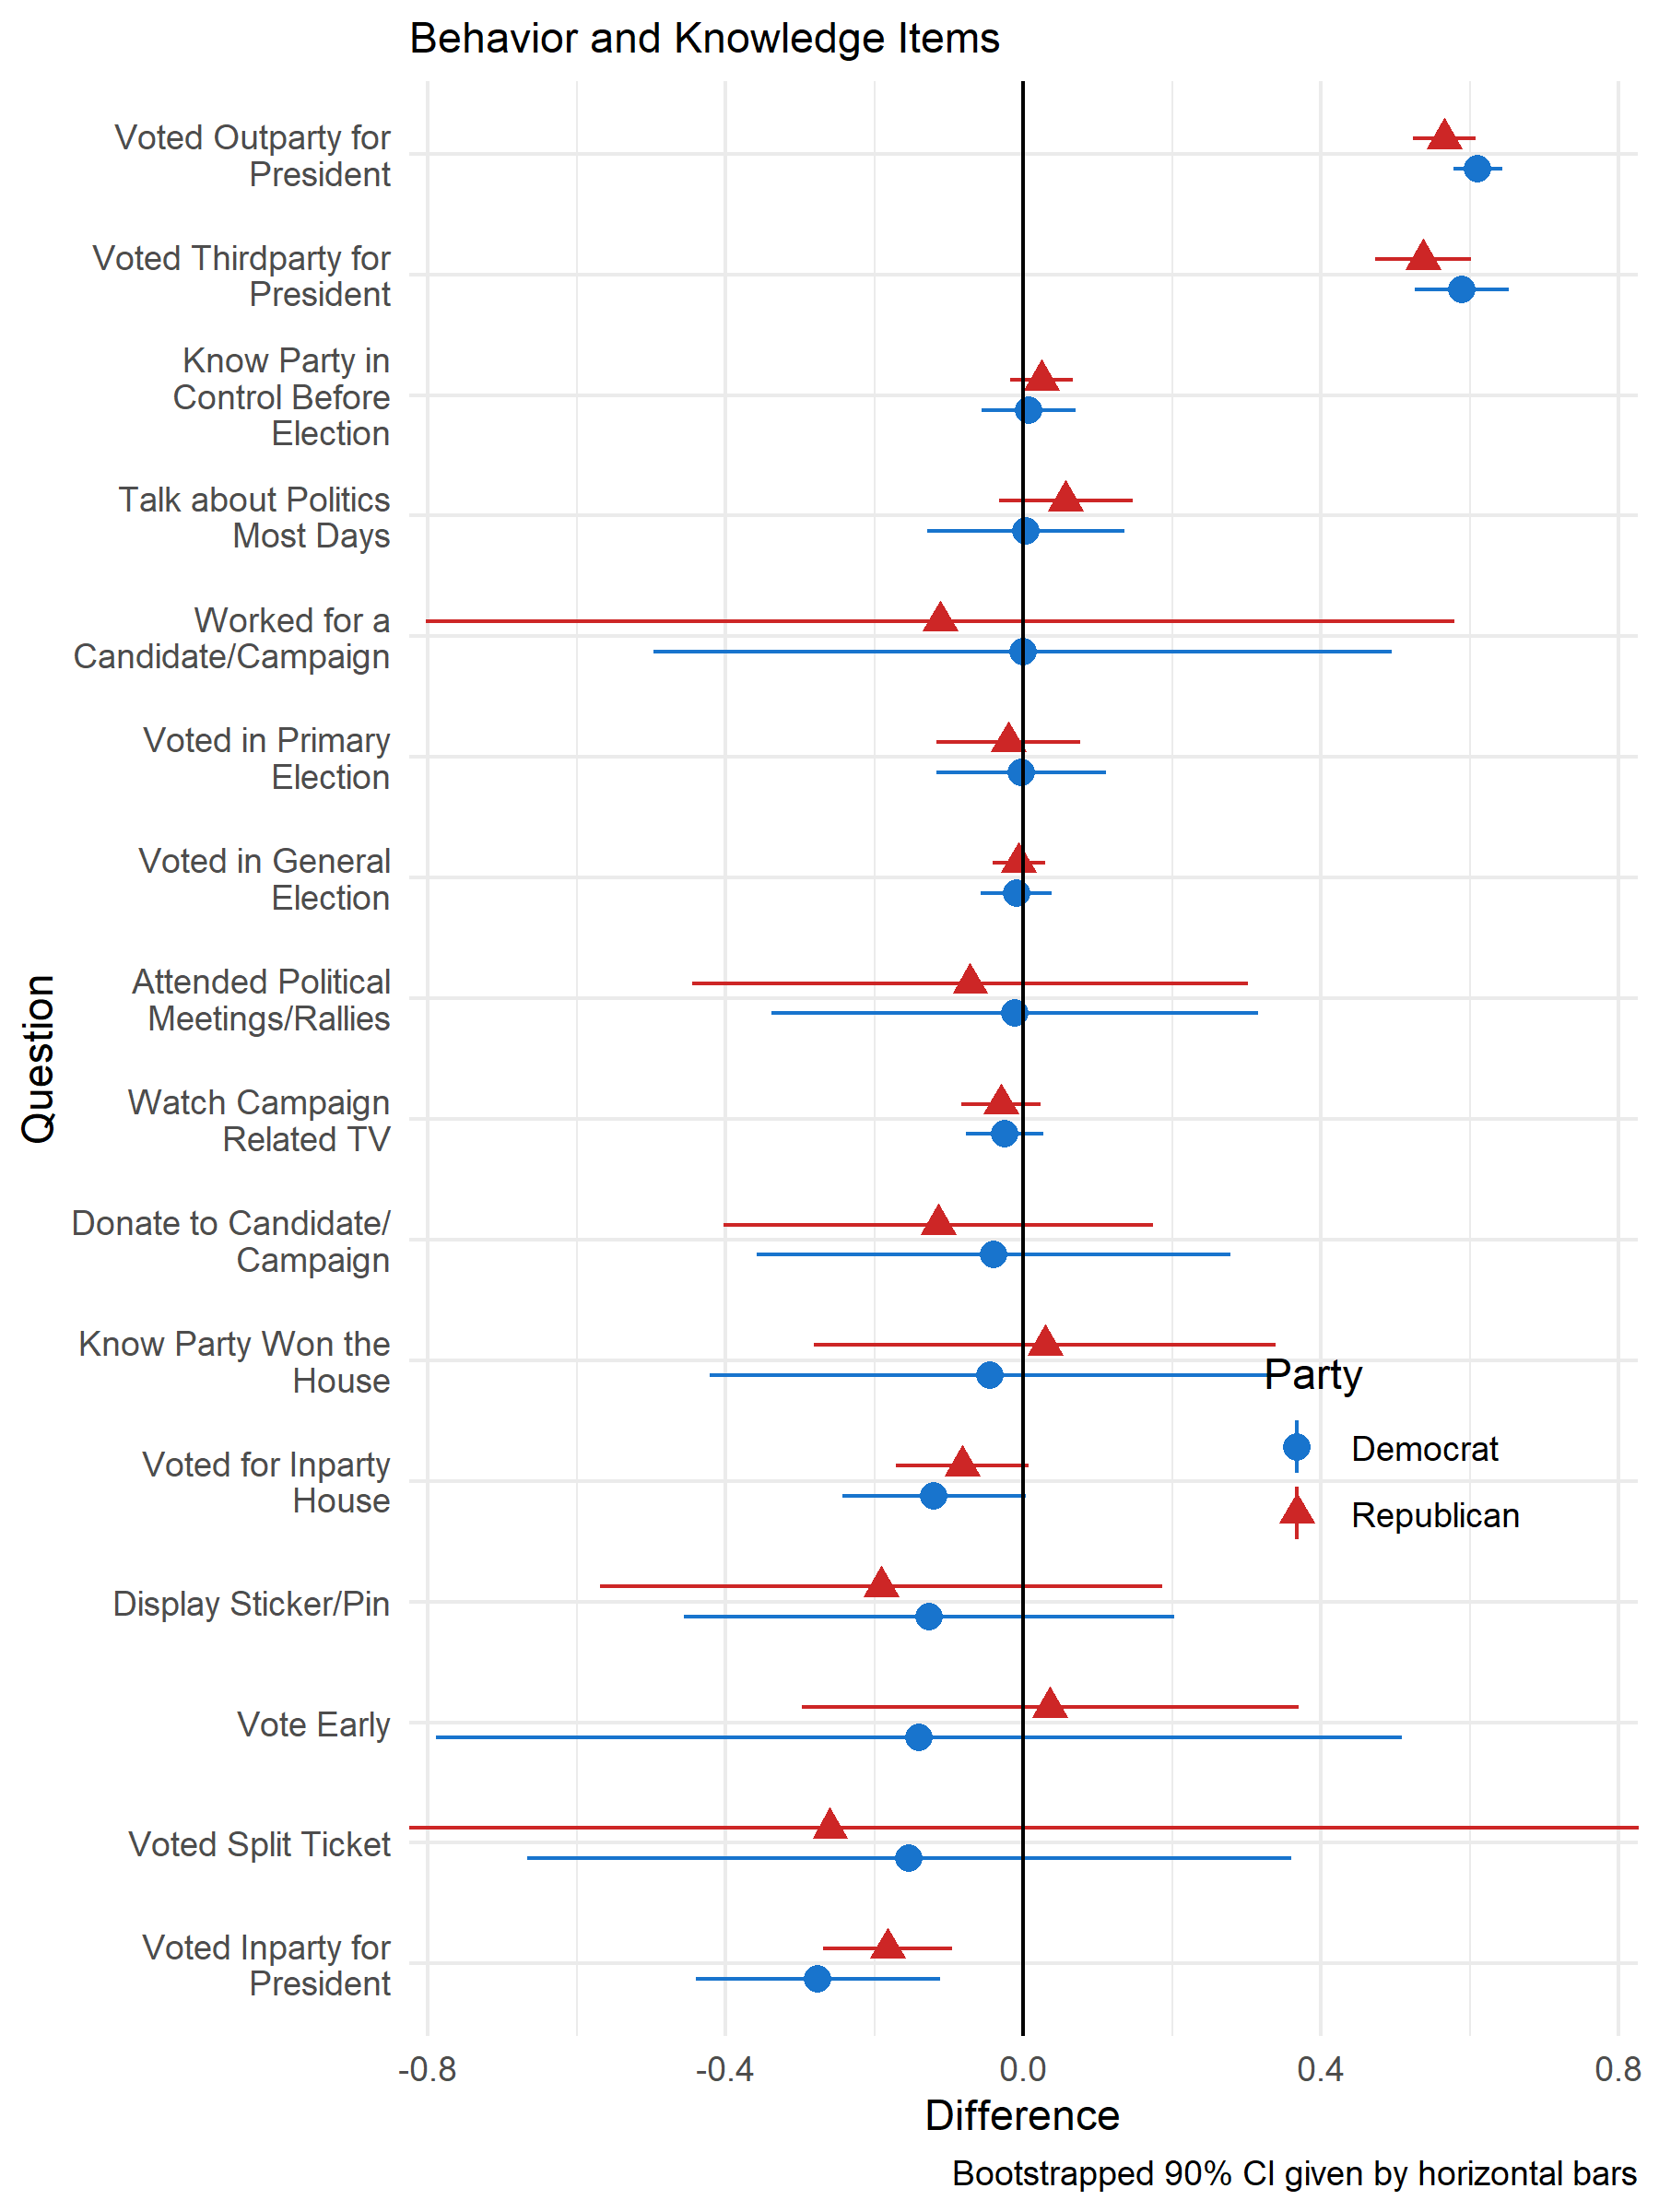 Behavior and Knowledge Items
Voted Outparty for
President
Voted Thirdparty for
President
Know Party in
Control Before
Election
Talk about Politics
Most Days
Worked for a
Candidate/Campaign
Voted in Primary
Election
Voted in General
Election
Attended Political
Meetings/Rallies
Watch Campaign
Related TV
Donate to Candidate/
Campaign
Know Party Won the
House
Voted for Inparty
House
Display Sticker/Pin
Vote Early
Voted Split Ticket
Voted Inparty for
President
Question
Party
Democrat
Republican
-0.8 -0.4 0.0 0.4 0.8
Difference
Bootstrapped 90% CI given by horizontal bars